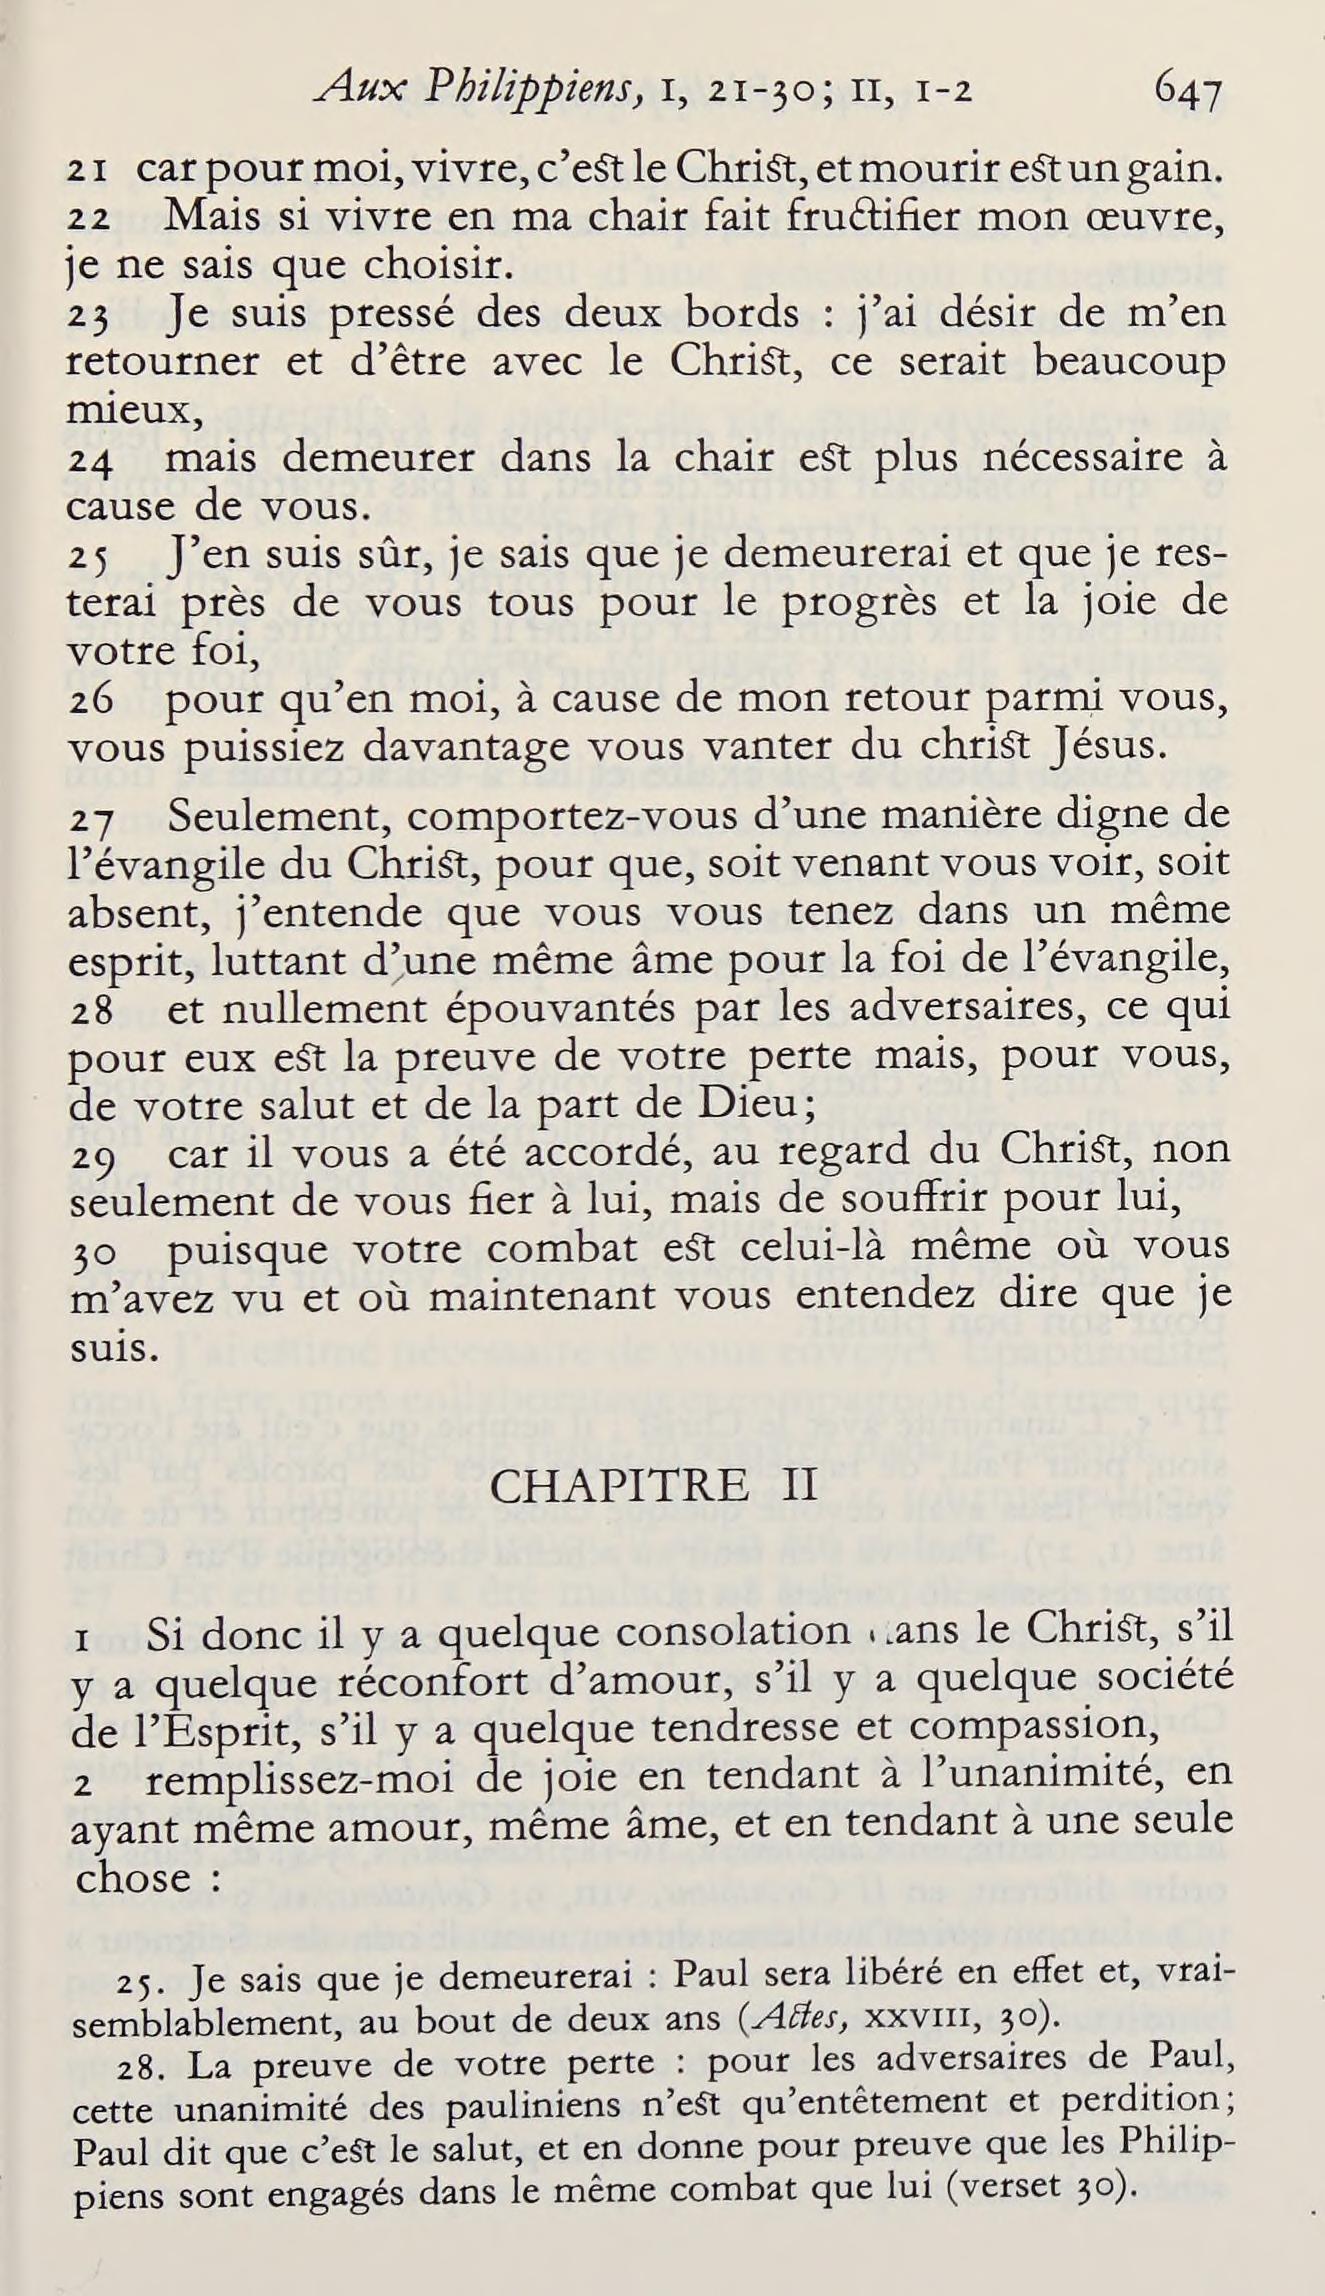 Aux Philippiens, I, 21-30; II, 1-2 647
21 car pour moi, vivre, c’est le Christ, et mourir est un gain.
22 Mais si vivre en ma chair fait fructifier mon œuvre,
je ne sais que choisir.
23 Je suis pressé des deux bords : j’ai désir de m’en
retourner et d’être avec le Christ, ce serait beaucoup
mieux,
24 mais demeurer dans la chair est plus nécessaire à
cause de vous.
25 J’en suis sûr, je sais que je demeurerai et que je res-
terai près de vous tous pour le progrès et la joie de
votre foi,
26 pour qu’en moi, à cause de mon retour parmi vous,
vous puissiez davantage vous vanter du christ Jésus.
27 Seulement, comportez-vous d’une manière digne de
l’évangile du Christ, pour que, soit venant vous voir, soit
absent, j’entende que vous vous tenez dans un même
esprit, luttant d’une même âme pour la foi de l’évangile,
28 et nullement épouvantés par les adversaires, ce qui
pour eux est la preuve de votre perte mais, pour vous,
de votre salut et de la part de Dieu;
29 car il vous a été accordé, au regard du Christ, non
seulement de vous fier à lui, mais de souffrir pour lui,
30 puisque votre combat est celui-là même où vous
m’avez vu et où maintenant vous entendez dire que je
suis.
CHAPITRE II
1 Si donc il y a quelque consolation dans le Christ, s’il
y a quelque réconfort d’amour, s’il y a quelque société
de l’Esprit, s’il y a quelque tendresse et compassion,
2 remplissez-moi de joie en tendant à l’unanimité, en
ayant même amour, même âme, et en tendant à une seule
chose :
25. Je sais que je demeurerai : Paul sera libéré en effet et, vrai-
semblablement, au bout de deux ans (Actes, XXVIII, 30).
28. La preuve de votre perte : pour les adversaires de Paul,
cette unanimité des pauliniens n’est qu’entêtement et perdition;
Paul dit que c’est le salut, et en donne pour preuve que les Philip-
piens sont engagés dans le même combat que lui (verset 30).